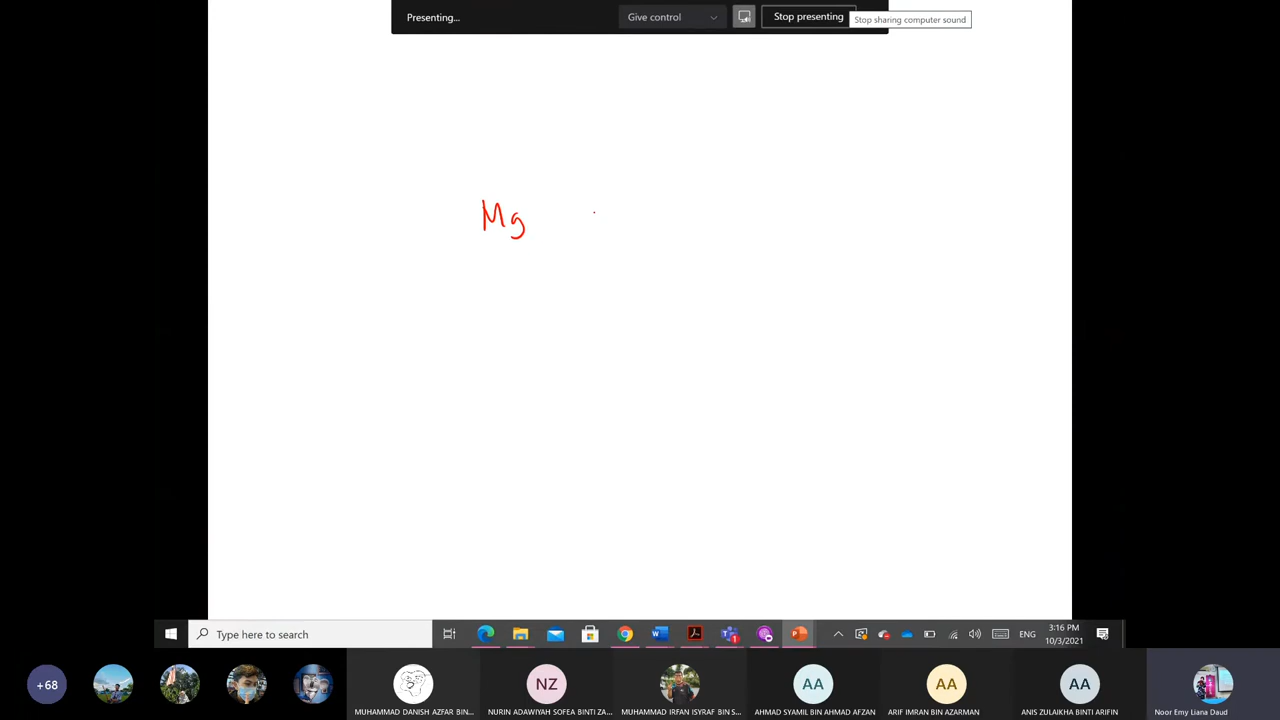 Presenting...
Give control
Stop presenting
Stop sharing computer sound
Mg
Type here to search
ENG
3:16 PM
10/3/2021
+68
MUHAMMAD DANISH AZFAR BIN...
NZ
NURIN ADAWIYAH SOFEA BINTI ZA...
MUHAMMAD IRFAN ISYRAF BIN S...
AA
AHMAD SYAMIL BIN AHMAD AFZAN
AA
ARIF IMRAN BIN AZARMAN
AA
ANIS ZULAIKHA BINTI ARIFIN
Noor Emy Liana Daud